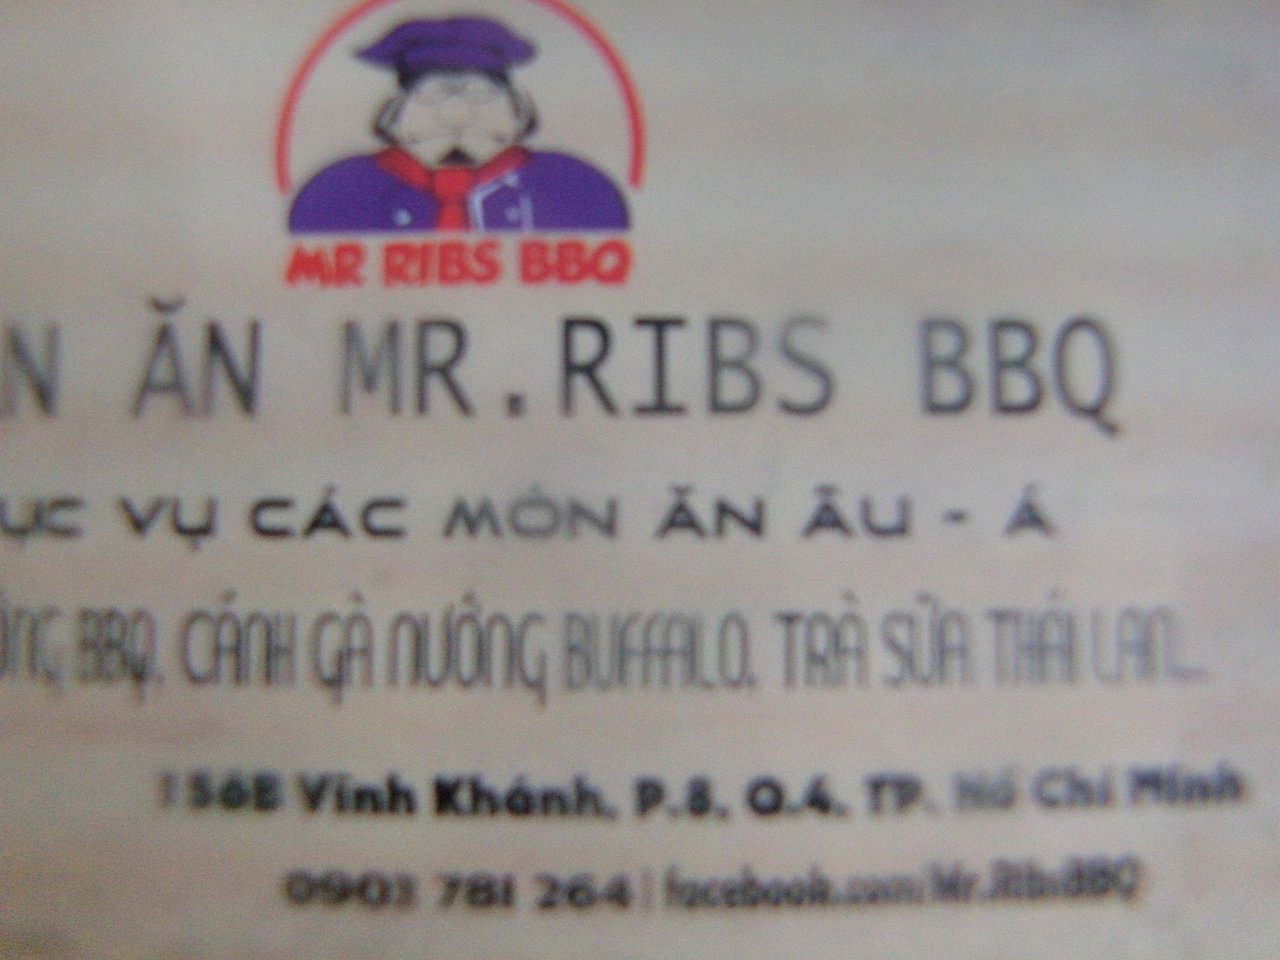 MR RIBS BBQ
ĂN MR.RIBS BBQ
VỤ CÁC MÓN ĂN ÂU - Á
BBQ, CÁNH GÀ NƯỚNG BUFFALO, TRÀ SỮA THÁI LAN...
156B Vĩnh Khánh, P.8, Q.4, TP. Hồ Chí Minh
0903 781 264 | facebook.com/Mr.RibsBBQ